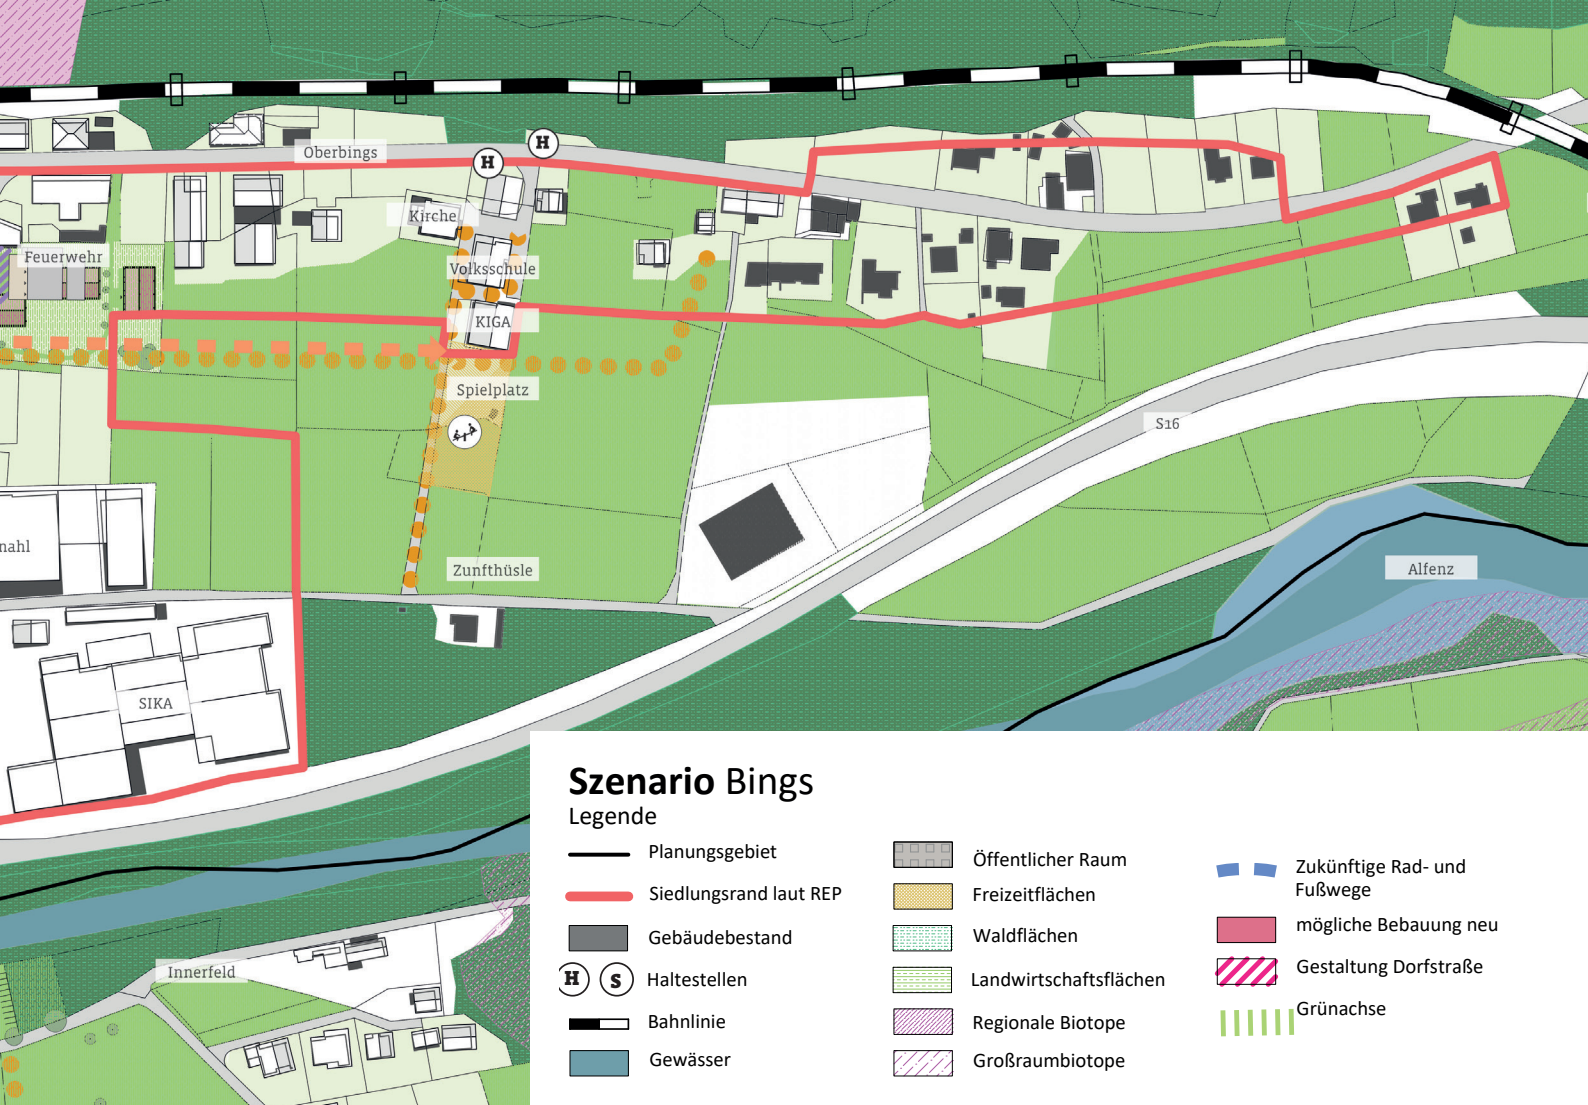 Oberbings
H
H
Kirche
Feuerwehr
Volksschule
KIGA
Spielplatz
S16
nahl
Zunfthüsle
Alfenz
SIKA
Innerfeld
Szenario Bings
Legende
Planungsgebiet
Siedlungsrand laut REP
Gebäudebestand
H S Haltestellen
Bahnlinie
Gewässer
Öffentlicher Raum
Freizeitflächen
Waldflächen
Landwirtschaftsflächen
Regionale Biotope
Großraumbiotope
Zukünftige Rad- und
Fußwege
mögliche Bebauung neu
Gestaltung Dorfstraße
Grünachse